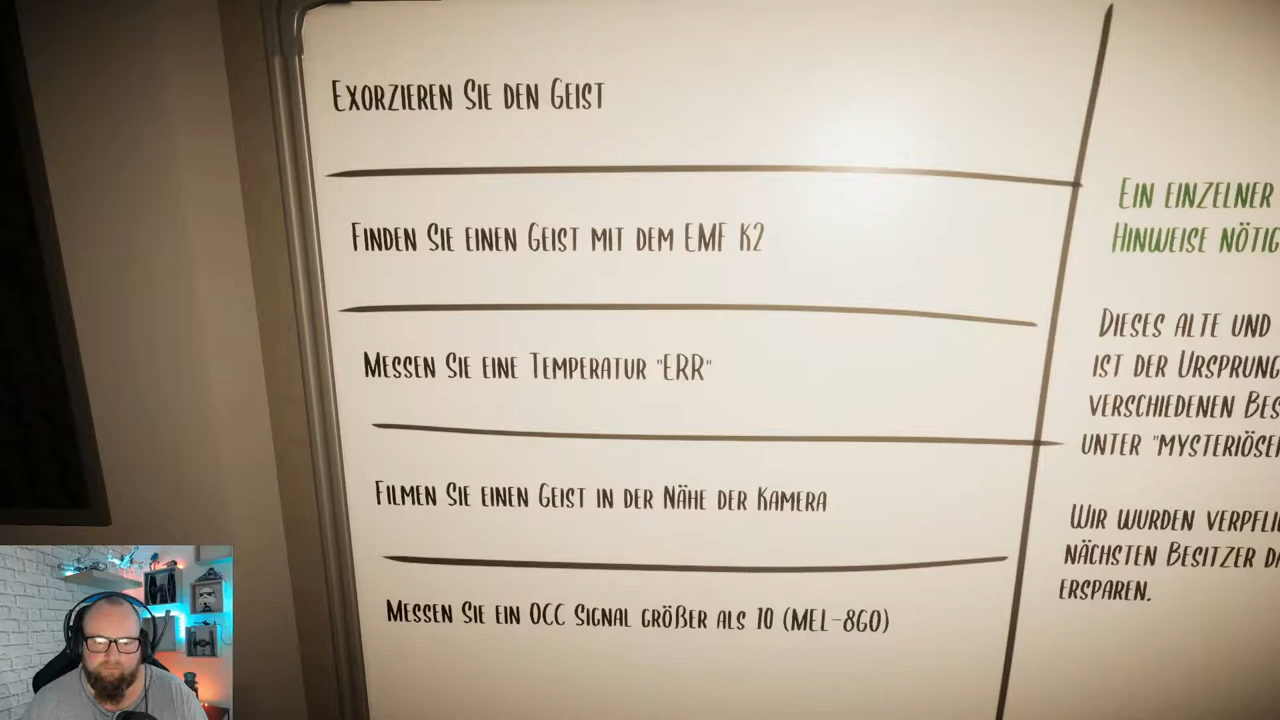 Exorzieren Sie den Geist
Finden Sie einen Geist mit dem EMF K2
Messen Sie eine Temperatur "ERR"
Filmen Sie einen Geist in der Nähe der Kamera
Messen Sie ein OCC Signal größer als 10 (MEL-860)
Ein einzelner
Hinweise nötig
Dieses alte und
ist der Ursprung
verschiedenen Bes
unter "mysteriöse
Wir wurden verpfli
nächsten Besitzer d
ersparen.